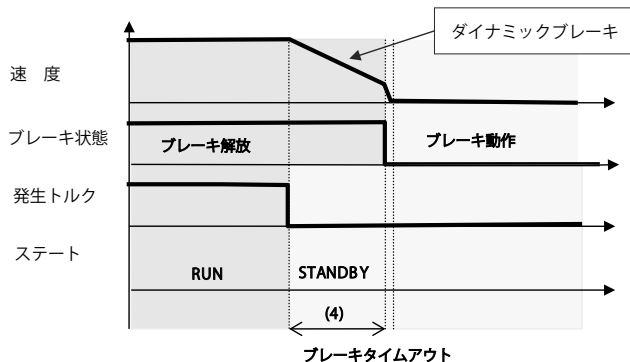 ダイナミックブレーキ
速　度
ブレーキ状態
ブレーキ解放
ブレーキ動作
発生トルク
ステート
RUN
STANDBY
(4)
ブレーキタイムアウト